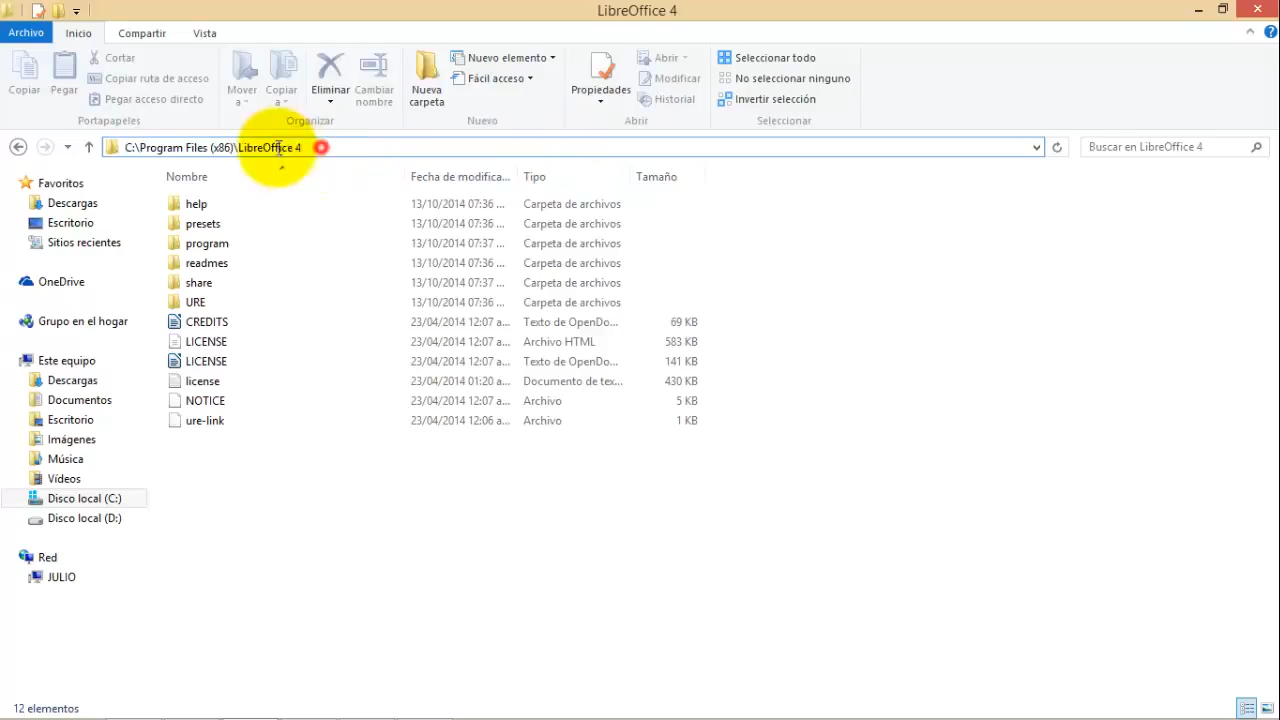 LibreOffice 4
Archivo Inicio Compartir Vista
Copiar
Pegar
Cortar
Copiar ruta de acceso
Pegar acceso directo
Portapapeles
Mover a
Copiar a
Eliminar
Cambiar nombre
Organizar
Nueva carpeta
Nuevo elemento
Fácil acceso
Nuevo
Propiedades
Abrir
Modificar
Historial
Abrir
Seleccionar todo
No seleccionar ninguno
Invertir selección
Seleccionar
C:\Program Files (x86)\LibreOffice 4
Buscar en LibreOffice 4
Nombre Fecha de modifica... Tipo Tamaño
help 13/10/2014 07:36 ... Carpeta de archivos
presets 13/10/2014 07:36 ... Carpeta de archivos
program 13/10/2014 07:37 ... Carpeta de archivos
readmes 13/10/2014 07:36 ... Carpeta de archivos
share 13/10/2014 07:37 ... Carpeta de archivos
URE 13/10/2014 07:36 ... Carpeta de archivos
CREDITS 23/04/2014 12:07 a... Texto de OpenDo... 69 KB
LICENSE 23/04/2014 12:07 a... Archivo HTML 583 KB
LICENSE 23/04/2014 12:07 a... Texto de OpenDo... 141 KB
license 23/04/2014 01:20 a... Documento de tex... 430 KB
NOTICE 23/04/2014 12:07 a... Archivo 5 KB
ure-link 23/04/2014 12:06 a... Archivo 1 KB
Favoritos
Descargas
Escritorio
Sitios recientes
OneDrive
Grupo en el hogar
Este equipo
Descargas
Documentos
Escritorio
Imágenes
Música
Vídeos
Disco local (C:)
Disco local (D:)
Red
JULIO
12 elementos